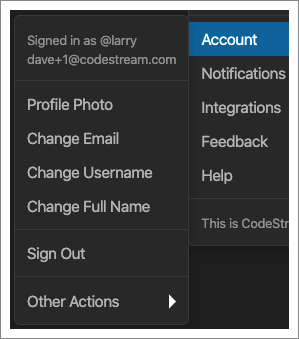 Signed in as @larry
dave+1@codestream.com
Profile Photo
Change Email
Change Username
Change Full Name
Sign Out
Other Actions
Account
Notifications
Integrations
Feedback
Help
This is CodeStr